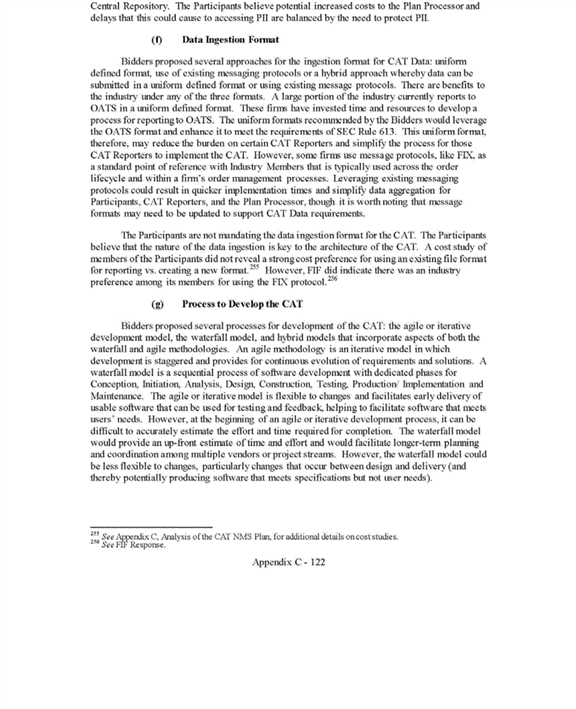 Central Repository. The Participants believe potential increased costs to the Plan Processor and
delays that this could cause to accessing PII are balanced by the need to protect PII.
(f) Data Ingestion Format
Bidders proposed several approaches for the ingestion format for CAT Data: uniform
defined format, use of existing messaging protocols or a hybrid approach whereby data can be
submitted in a uniform defined format or using existing message protocols. There are benefits to
the industry under any of the three formats. A large portion of the industry currently reports to
OATS in a uniform defined format. These firms have invested time and resources to develop a
process for reporting to OATS. The uniform formats recommended by the Bidders would leverage
the OATS format and enhance it to meet the requirements of SEC Rule 613. This uniform format,
therefore, may reduce the burden on certain CAT Reporters and simplify the process for those
CAT Reporters to implement the CAT. However, some firms use message protocols, like FIX, as
a standard point of reference with Industry Members that is typically used across the order
lifecycle and within a firm's order management processes. Leveraging existing messaging
protocols could result in quicker implementation times and simplify data aggregation for
Participants, CAT Reporters, and the Plan Processor, though it is worth noting that message
formats may need to be updated to support CAT Data requirements.
The Participants are not mandating the data ingestion format for the CAT. The Participants
believe that the nature of the data ingestion is key to the architecture of the CAT. A cost study of
members of the Participants did not reveal a strong cost preference for using an existing file format
for reporting vs. creating a new format.255 However, FIF did indicate there was an industry
preference among its members for using the FIX protocol.256
(g) Process to Develop the CAT
Bidders proposed several processes for development of the CAT: the agile or iterative
development model, the waterfall model, and hybrid models that incorporate aspects of both the
waterfall and agile methodologies. An agile methodology is an iterative model in which
development is staggered and provides for continuous evolution of requirements and solutions. A
waterfall model is a sequential process of software development with dedicated phases for
Conception, Initiation, Analysis, Design, Construction, Testing, Production/ Implementation and
Maintenance. The agile or iterative model is flexible to changes and facilitates early delivery of
usable software that can be used for testing and feedback, helping to facilitate software that meets
users' needs. However, at the beginning of an agile or iterative development process, it can be
difficult to accurately estimate the effort and time required for completion. The waterfall model
would provide an up-front estimate of time and effort and would facilitate longer-term planning
and coordination among multiple vendors or project streams. However, the waterfall model could
be less flexible to changes, particularly changes that occur between design and delivery (and
thereby potentially producing software that meets specifications but not user needs).
255 See Appendix C, Analysis of the CAT NMS Plan, for additional details on cost studies.
256 See FIF Response.
Appendix C - 122